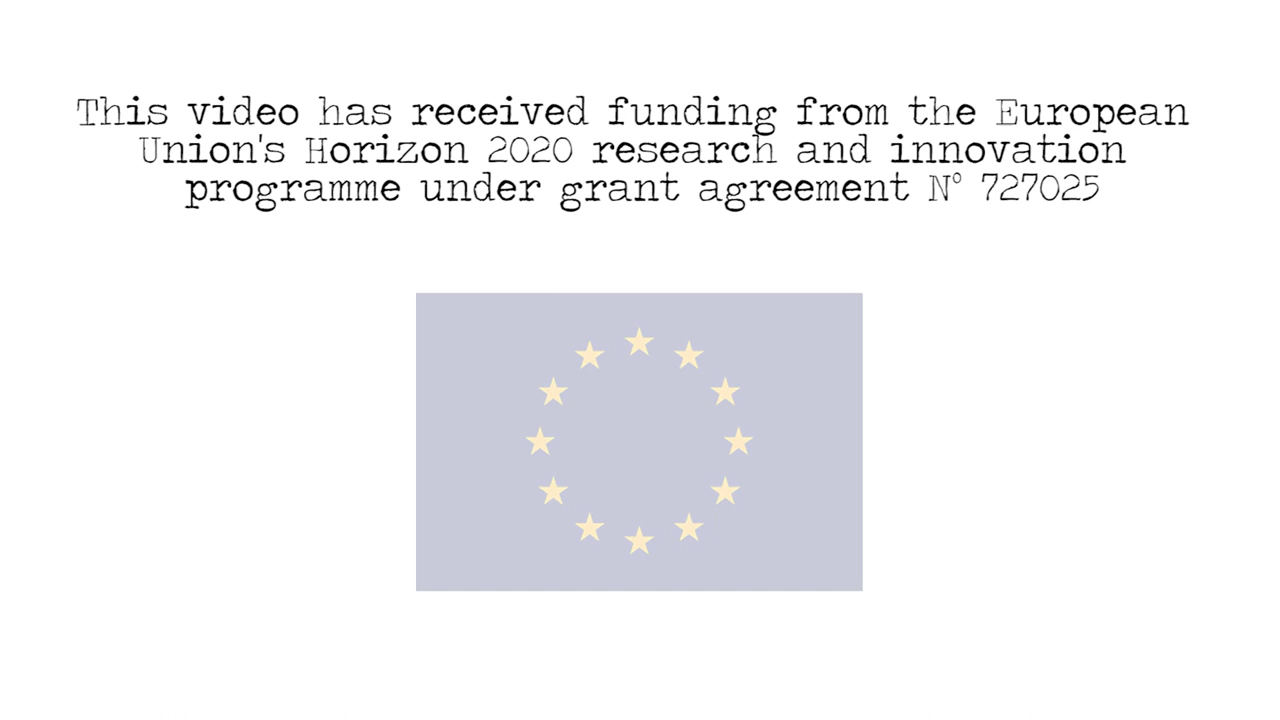 This video has received funding from the European
Union's Horizon 2020 research and innovation
programme under grant agreement N° 727025